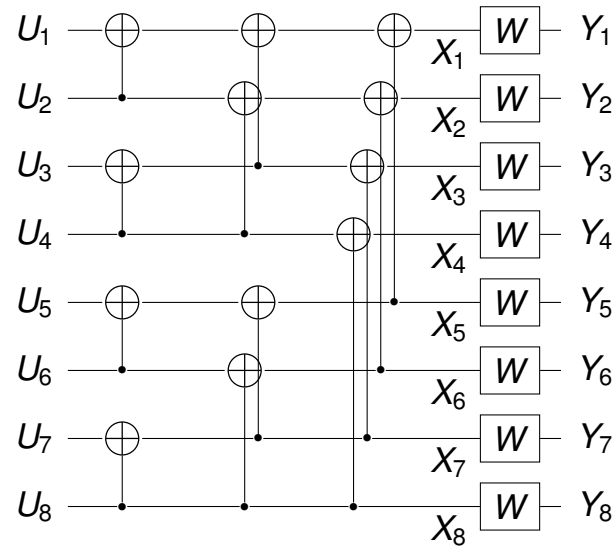 U1 W Y1
X1
U2 W Y2
X2
U3 W Y3
X3
U4 W Y4
X4
U5 W Y5
X5
U6 W Y6
X6
U7 W Y7
X7
U8 W Y8
X8